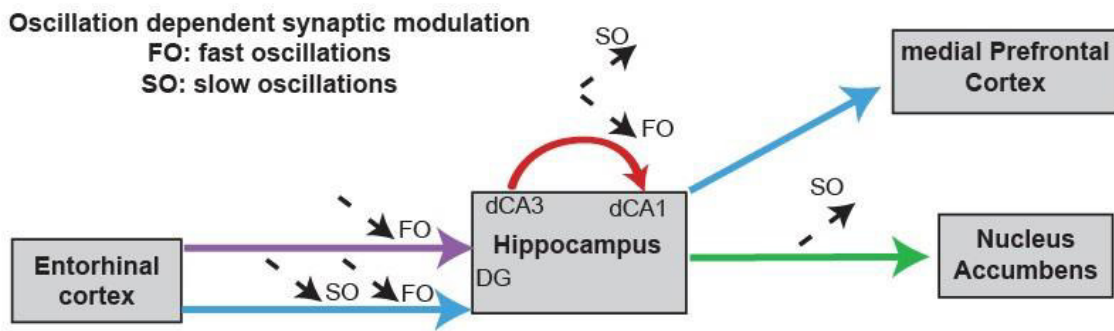 Oscillation dependent synaptic modulation
FO: fast oscillations
SO: slow oscillations
SO
FO
medial Prefrontal
Cortex
dCA3
dCA1
Hippocampus
DG
FO
SO
FO
Entorhinal
cortex
SO
Nucleus
Accumbens